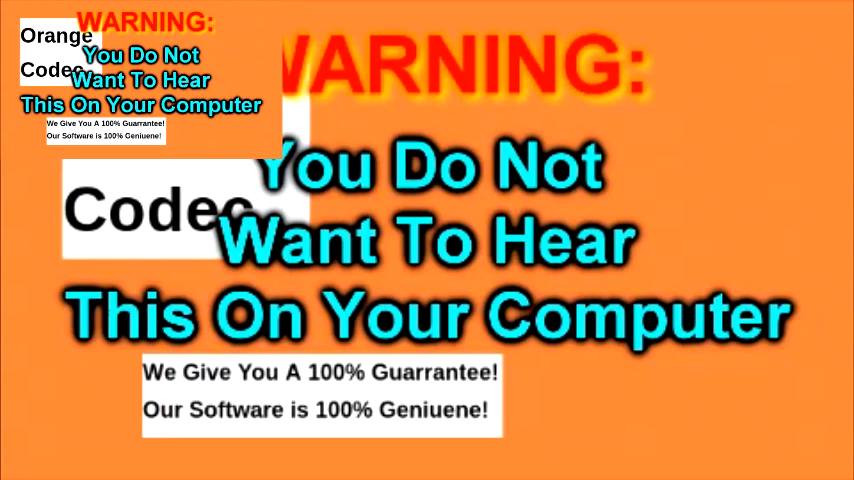 WARNING:
Orange
Codec
You Do Not
Want To Hear
This On Your Computer
We Give You A 100% Guarrantee!
Our Software is 100% Geniuene!
WARNING:
You Do Not
Codec
Want To Hear
This On Your Computer
We Give You A 100% Guarrantee!
Our Software is 100% Geniuene!